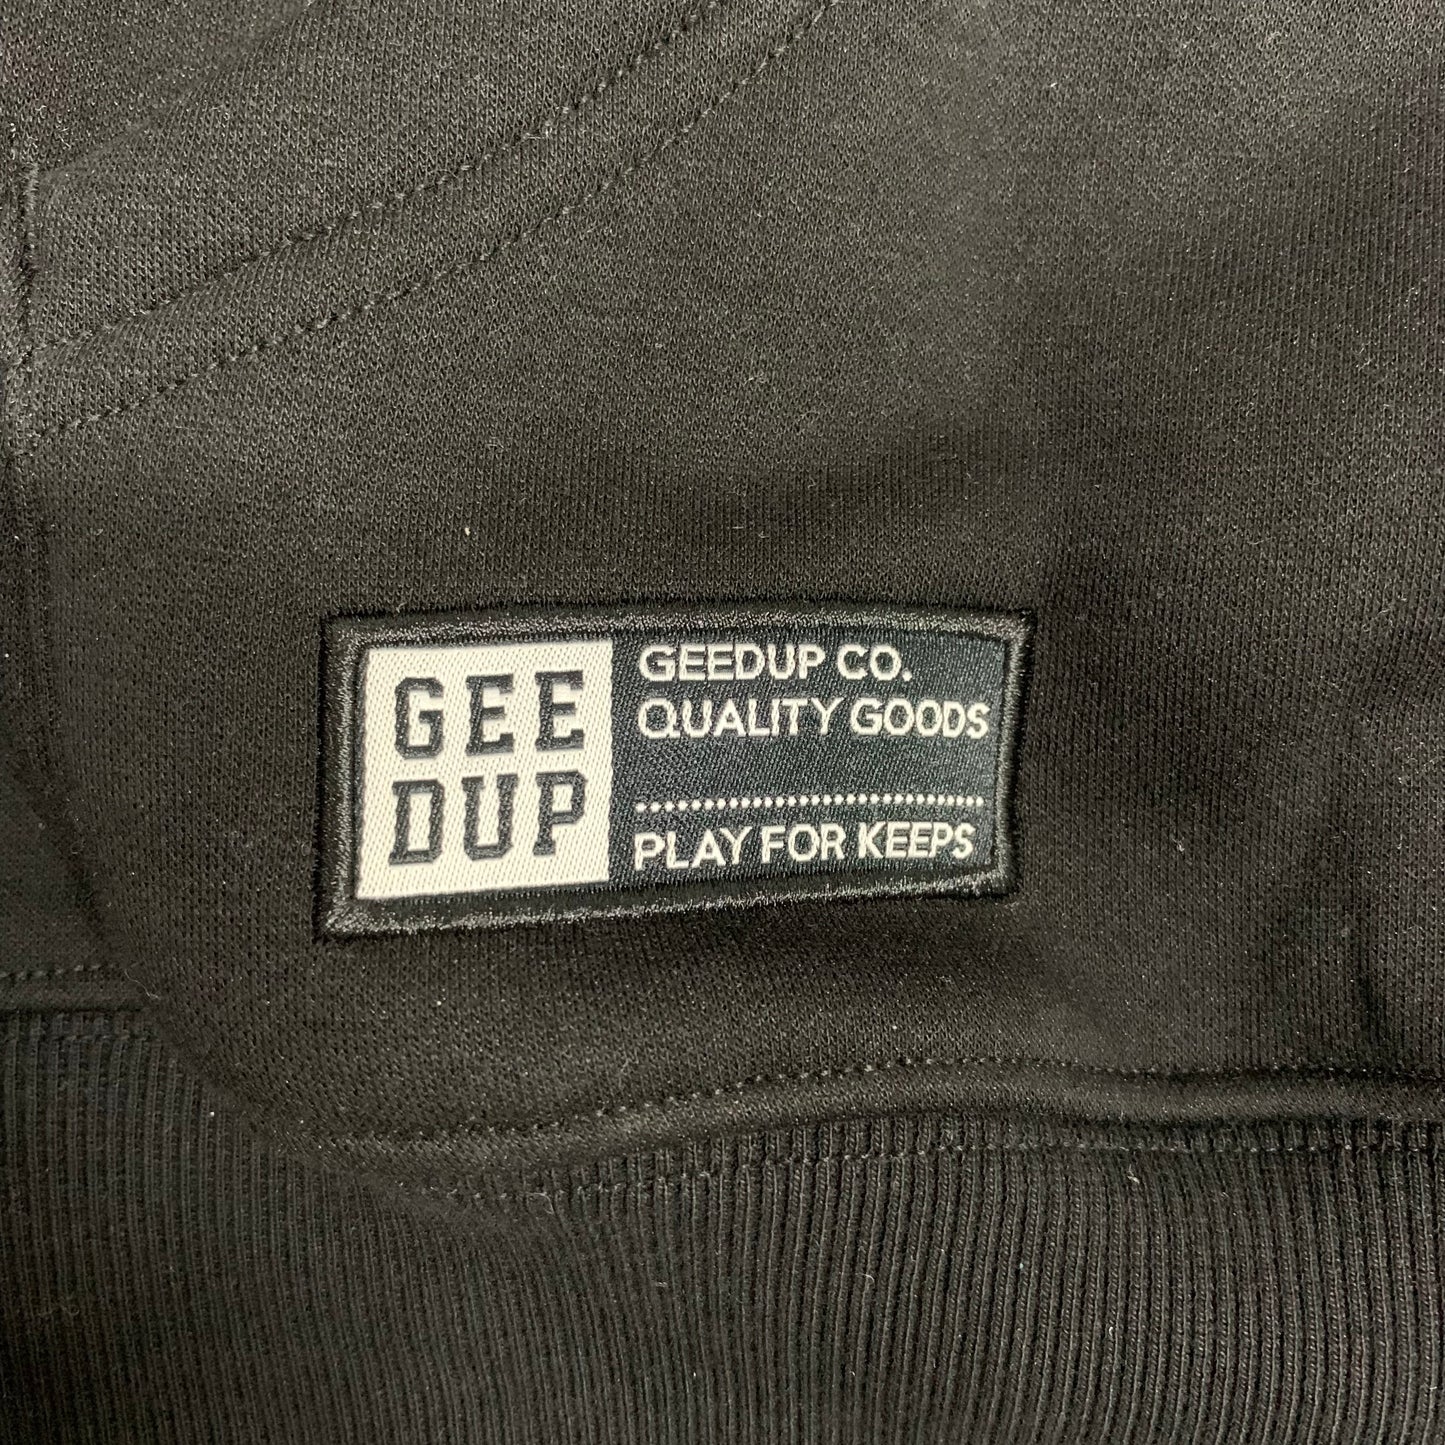 GEE
DUP
GEEDUP CO.
QUALITY GOODS
PLAY FOR KEEPS